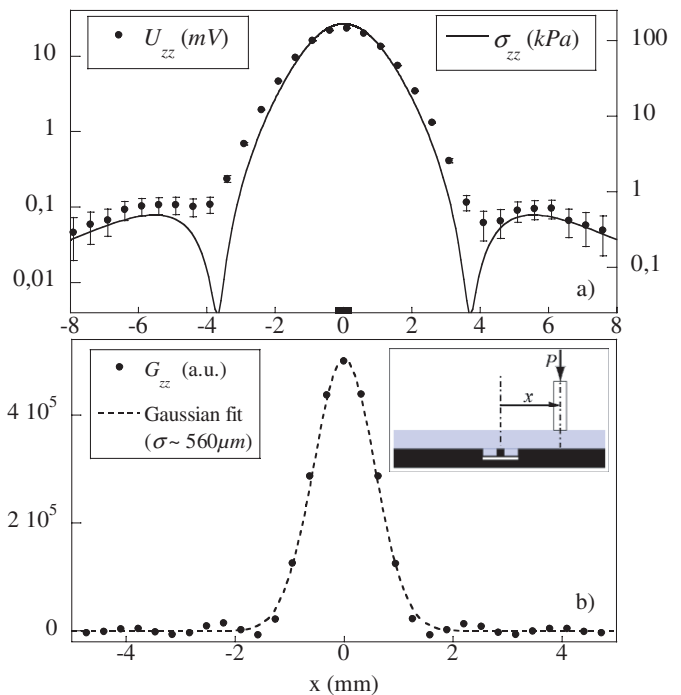 U_zz (mV)
σ_zz (kPa)
10
1
0,1
0,01
100
10
1
0,1
a)
-8 -6 -4 -2 0 2 4 6 8
G_zz (a.u.)
Gaussian fit
(σ~ 560μm)
P
x
4 10^5
2 10^5
0
b)
-4 -2 0 2 4
x (mm)